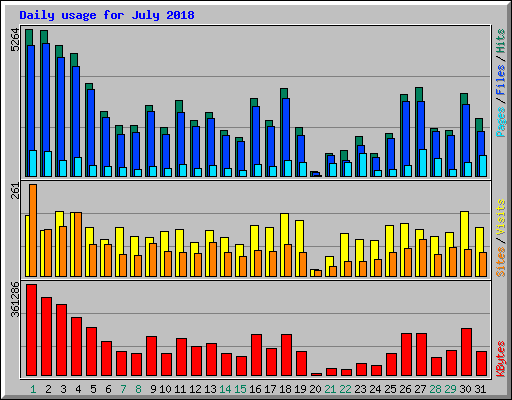 Daily usage for July 2018
5264
Pages / Files / Hits
261
Sites / Visits
361286
KBytes
1 2 3 4 5 6 7 8 9 10 11 12 13 14 15 16 17 18 19 20 21 22 23 24 25 26 27 28 29 30 31